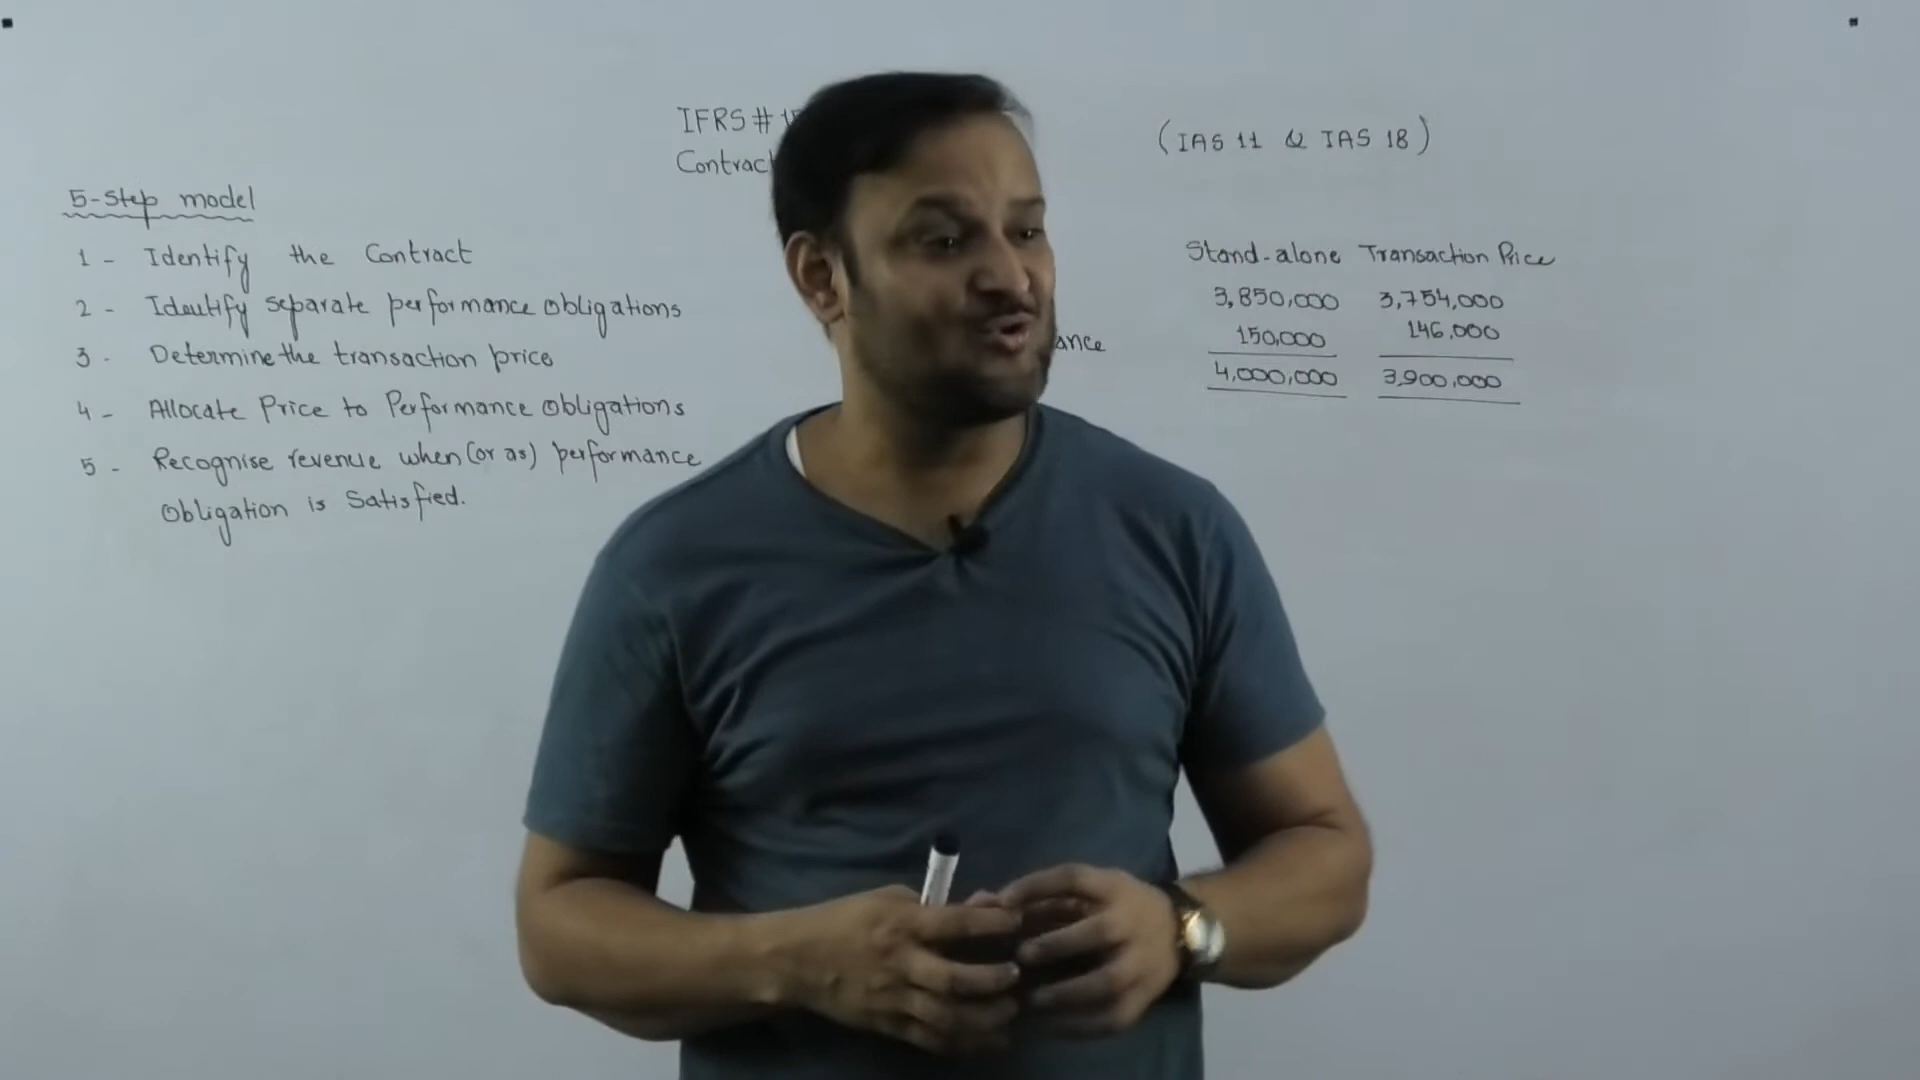 IFRS #
(IAS 11 & IAS 18)
5-Step model
1 - Identify the Contract
2 - Identify separate performance obligations
3 - Determine the transaction price
4 - Allocate Price to Performance obligations
5 - Recognise revenue when (or as) performance
obligation is Satisfied.
Stand-alone Transaction Price
3,850,000 3,754,000
150,000 146,000
4,000,000 3,900,000